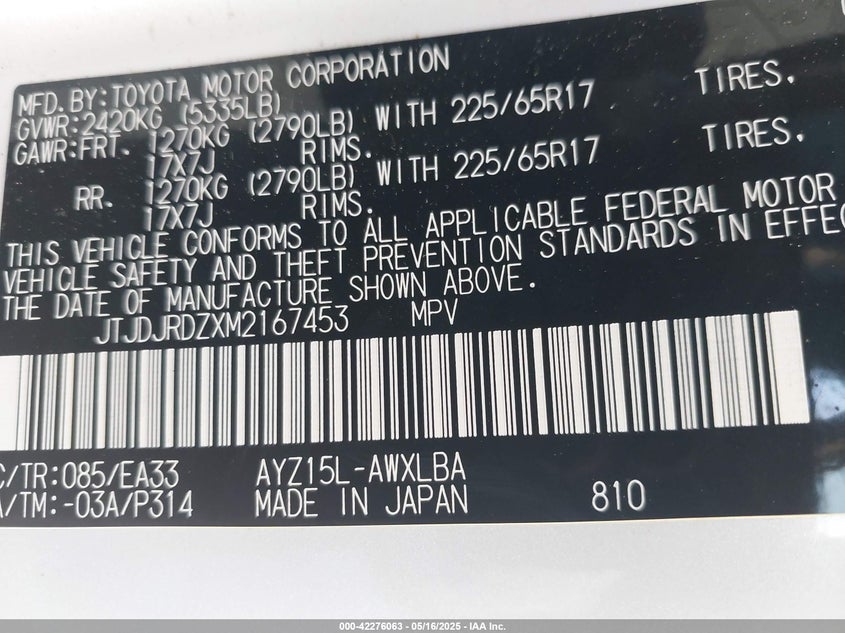 MFD.BY:TOYOTA MOTOR CORPORATION
GVWR:2420KG (5335LB)
GAWR:FRT. 1270KG (2790LB) WITH 225/65R17 TIRES.
17X7J RIMS.
RR. 1270KG (2790LB) WITH 225/65R17 TIRES.
17X7J RIMS.
THIS VEHICLE CONFORMS TO ALL APPLICABLE FEDERAL MOTOR
VEHICLE SAFETY AND THEFT PREVENTION STANDARDS IN EFFEC
THE DATE OF MANUFACTURE SHOWN ABOVE.
JTJDJRDZXM2167453 MPV
C/TR:085/EA33 AYZ15L-AWXLBA
A/TM:-03A/P314 MADE IN JAPAN 810
000-42276063 - 05/16/2025 - IAA Inc.